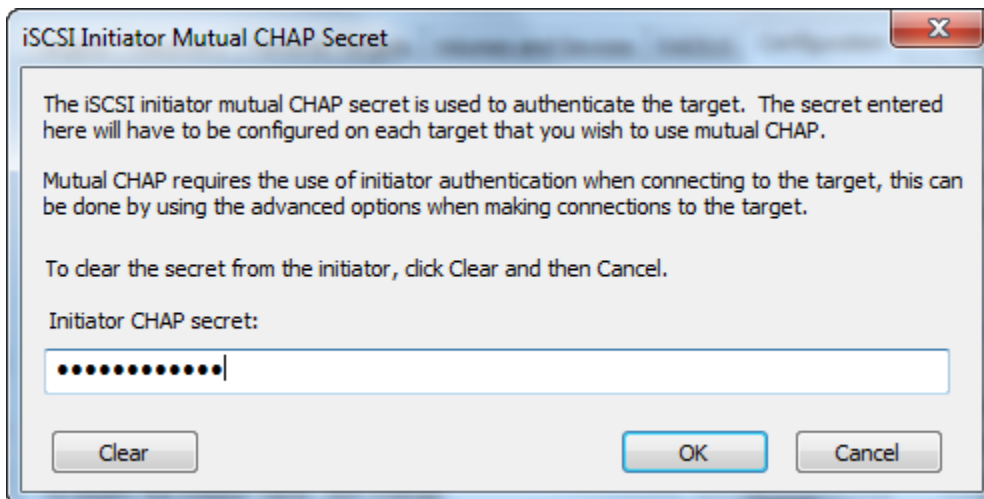 iSCSI Initiator Mutual CHAP Secret
The iSCSI initiator mutual CHAP secret is used to authenticate the target.  The secret entered
here will have to be configured on each target that you wish to use mutual CHAP.
Mutual CHAP requires the use of initiator authentication when connecting to the target, this can
be done by using the advanced options when making connections to the target.
To clear the secret from the initiator, click Clear and then Cancel.
Initiator CHAP secret:
••••••••••••
Clear
OK
Cancel